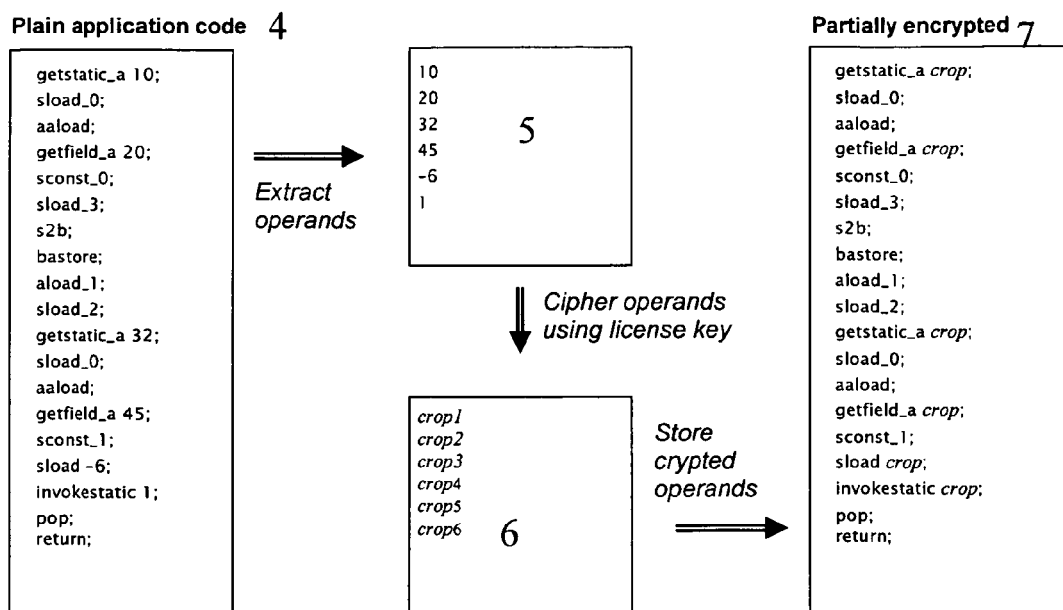 Plain application code 4
getstatic_a 10;
sload_0;
aaload;
getfield_a 20;
sconst_0;
sload_3;
s2b;
bastore;
aload_1;
sload_2;
getstatic_a 32;
sload_0;
aaload;
getfield_a 45;
sconst_1;
sload -6;
invokestatic 1;
pop;
return;
Extract
operands
10
20
32
45
-6
1
5
Cipher operands
using license key
crop1
crop2
crop3
crop4
crop5
crop6
6
Store
crypted
operands
Partially encrypted 7
getstatic_a crop;
sload_0;
aaload;
getfield_a crop;
sconst_0;
sload_3;
s2b;
bastore;
aload_1;
sload_2;
getstatic_a crop;
sload_0;
aaload;
getfield_a crop;
sconst_1;
sload crop;
invokestatic crop;
pop;
return;